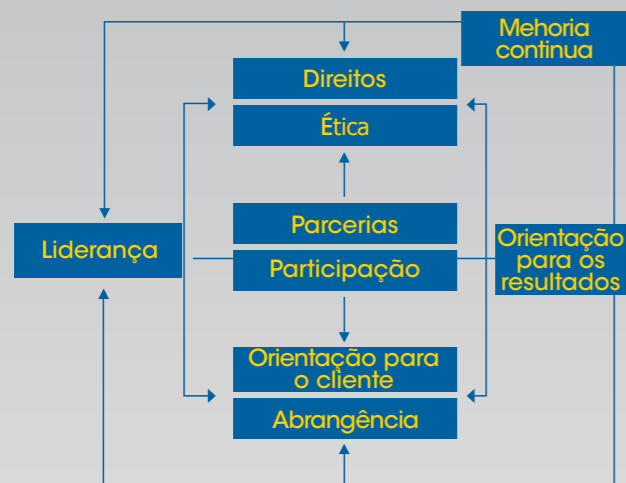 Mehoria
continua
Direitos
Ética
Parcerias
Liderança
Participação
Orientação
para os
resultados
Orientação para
o cliente
Abrangência